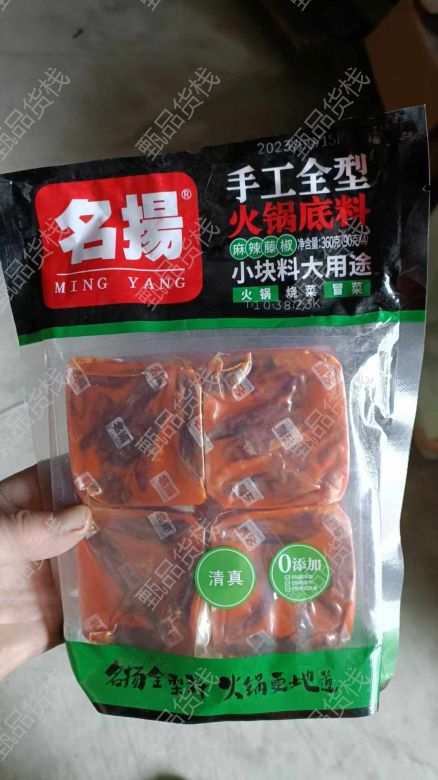 名揚®
MING YANG
手工全型
火锅底料
麻辣藤椒 净含量:360克(90克x4)
小块料大用途
火锅 烧菜 冒菜
清真
0添加
名扬全型料 火锅更地道
甄品货栈